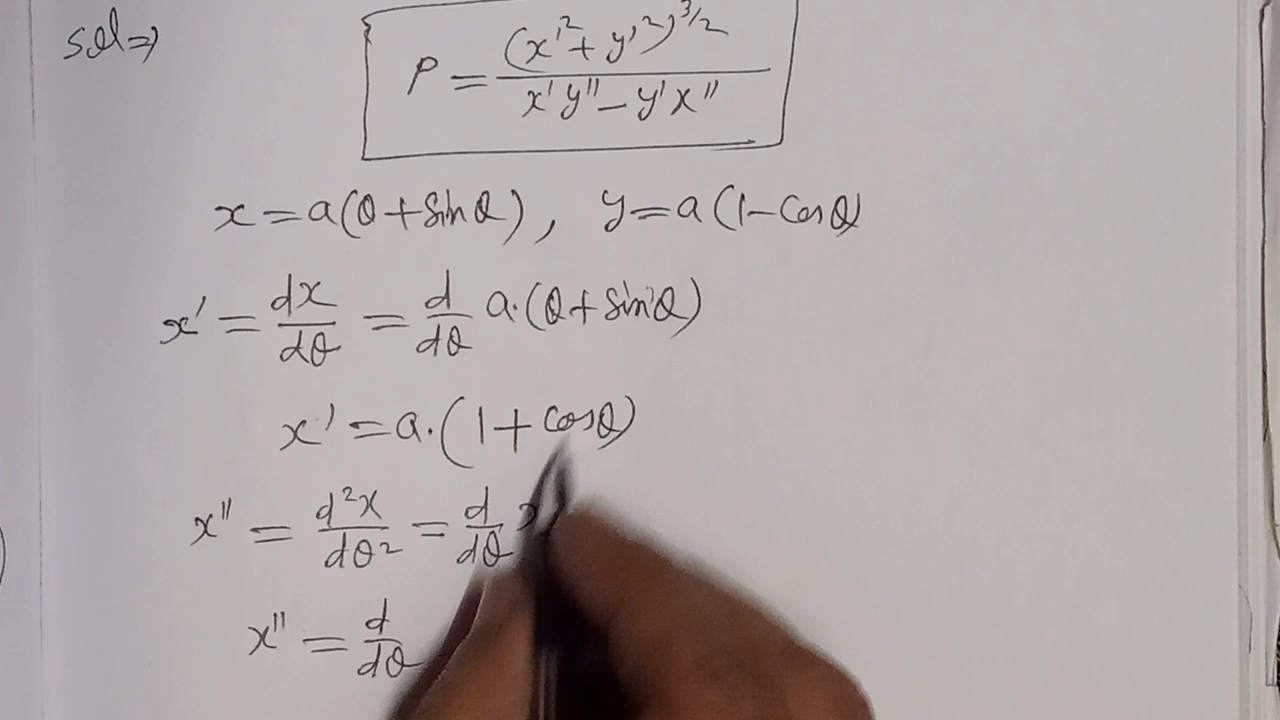 Sol⇒
P = (x'² + y'²)^3/2 / x'y'' - y'x''
x = a(θ + Sinθ), y = a(1 - Cosθ
x' = dx/dθ = d/dθ a.(θ + Sinθ)
x' = a.(1 + Cosθ)
x'' = d²x/dθ² = d/dθ
x'' = d/dθ